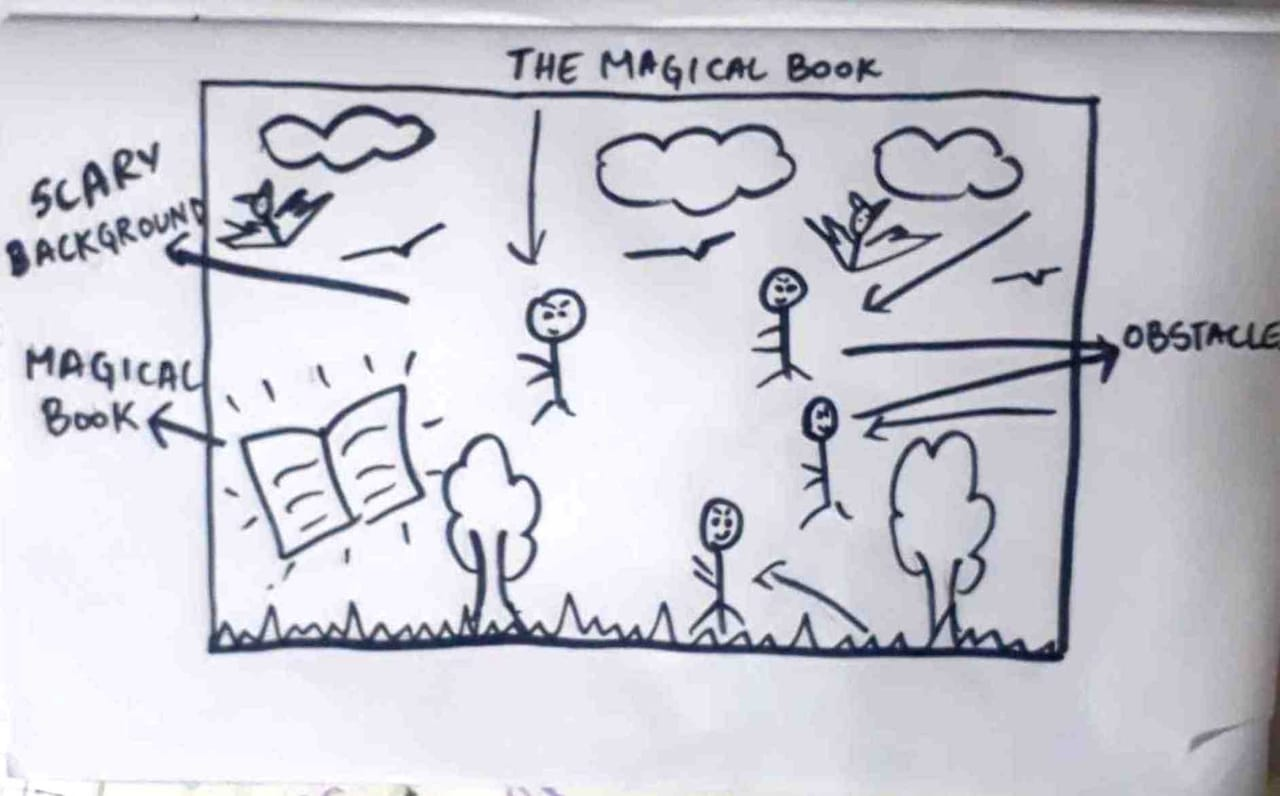 THE MAGICAL BOOK
SCARY
BACKGROUND
MAGICAL
BOOK
OBSTACLE